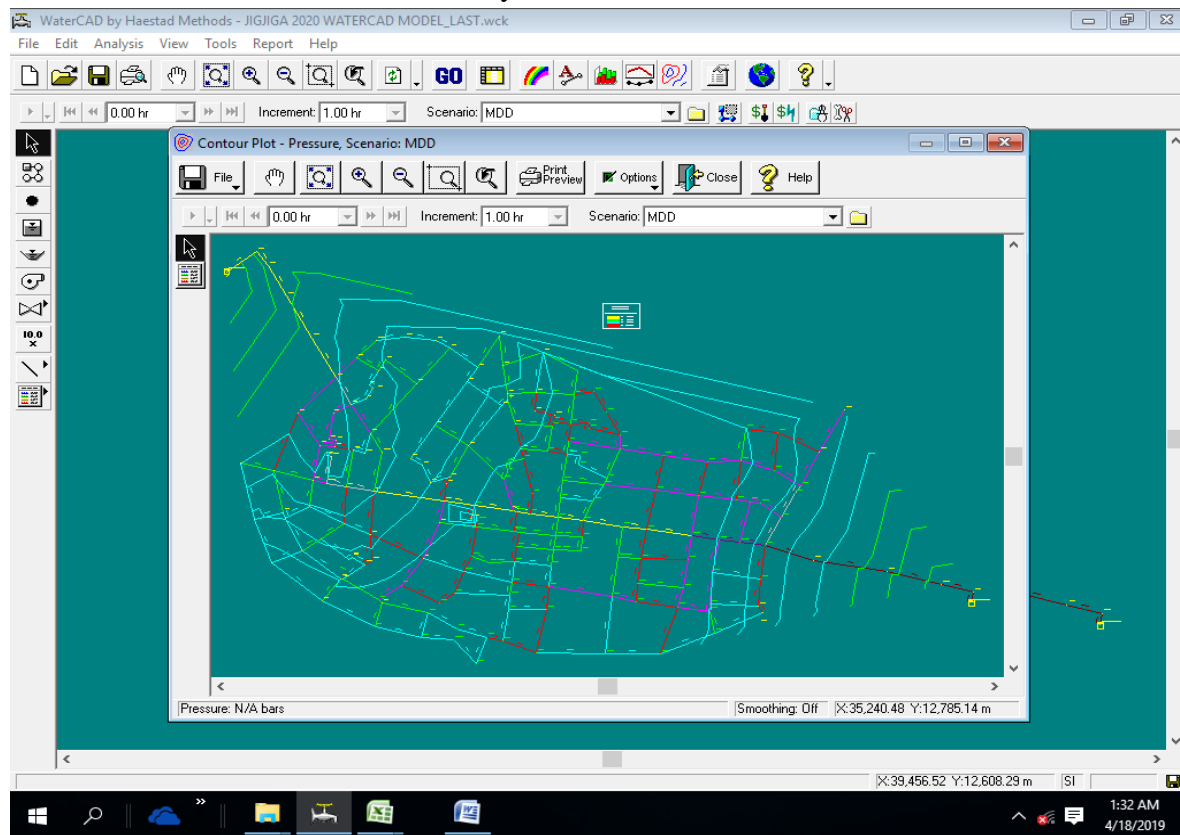 WaterCAD by Haestad Methods - JIGJIGA 2020 WATERCAD MODEL_LAST.wck
File Edit Analysis View Tools Report Help
GO
0.00 hr Increment: 1.00 hr Scenario: MDD
Contour Plot - Pressure, Scenario: MDD
File Print Preview Options Close Help
0.00 hr Increment: 1.00 hr Scenario: MDD
10.0
Pressure: N/A bars Smoothing: Off X:35,240.48 Y:12,785.14 m
X:39,456.52 Y:12,608.29 m SI
1:32 AM
4/18/2019